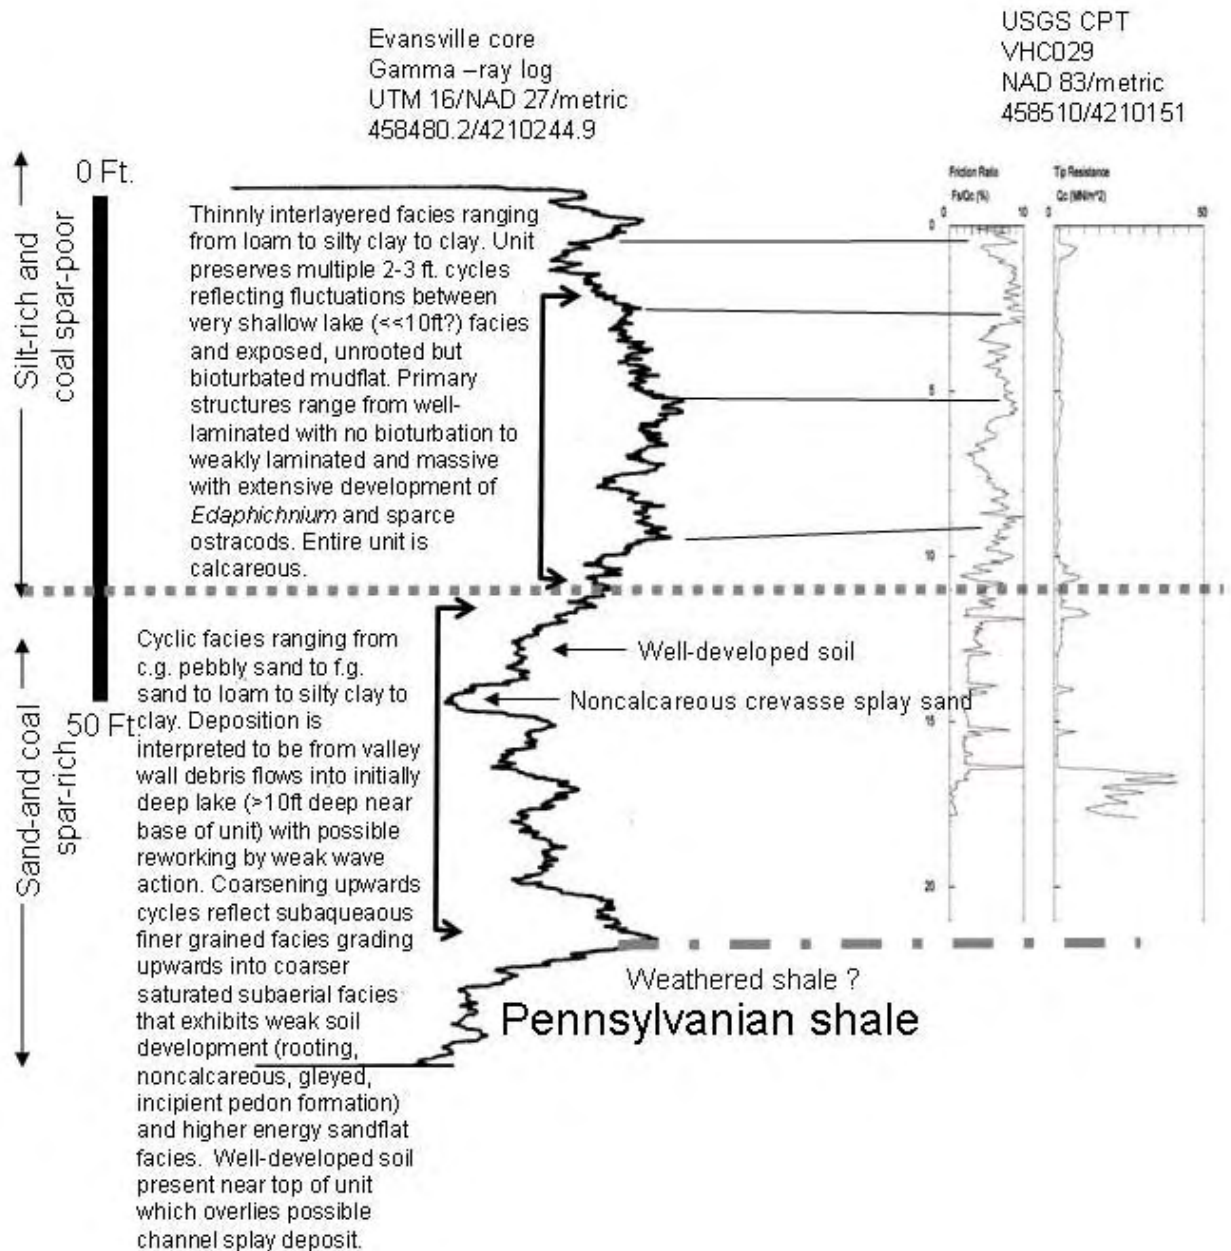 Evansville core
Gamma –ray log
UTM 16/NAD 27/metric
458480.2/4210244.9
USGS CPT
VHC029
NAD 83/metric
458510/4210151
0 Ft.
50 Ft.
Silt-rich and
coal spar-poor
Sand-and coal
spar-rich
Thinnly interlayered facies ranging
from loam to silty clay to clay. Unit
preserves multiple 2-3 ft. cycles
reflecting fluctuations between
very shallow lake (<<10ft?) facies
and exposed, unrooted but
bioturbated mudflat. Primary
structures range from well-
laminated with no bioturbation to
weakly laminated and massive
with extensive development of
Edaphichnium and sparce
ostracods. Entire unit is
calcareous.
Cyclic facies ranging from
c.g. pebbly sand to f.g.
sand to loam to silty clay to
clay. Deposition is
interpreted to be from valley
wall debris flows into initially
deep lake (>10ft deep near
base of unit) with possible
reworking by weak wave
action. Coarsening upwards
cycles reflect subaqueaous
finer grained facies grading
upwards into coarser
saturated subaerial facies
that exhibits weak soil
development (rooting,
noncalcareous, gleyed,
incipient pedon formation)
and higher energy sandflat
facies. Well-developed soil
present near top of unit
which overlies possible
channel splay deposit.
Well-developed soil
Noncalcareous crevasse splay sand
Weathered shale ?
Pennsylvanian shale
Friction Ratio
Fs/Qc (%)
0 10
Tip Resistance
Qc (MN/m^2)
0 50
0
5
10
15
20